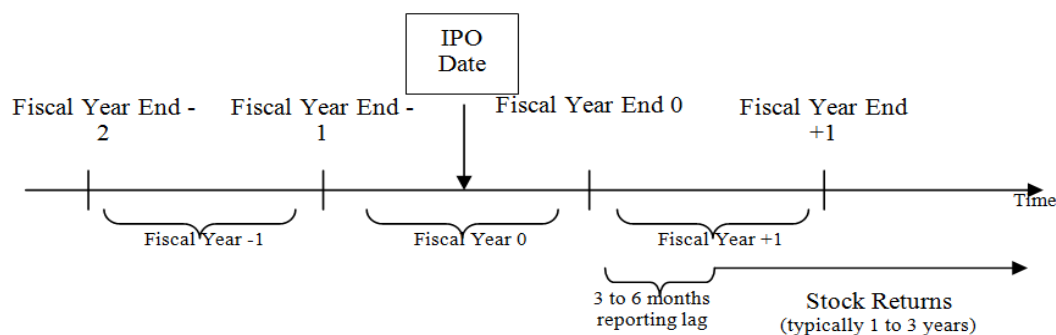 IPO
Date
Fiscal Year End -
2
Fiscal Year End -
1
Fiscal Year End 0
Fiscal Year End
+1
Time
Fiscal Year -1
Fiscal Year 0
Fiscal Year +1
3 to 6 months
reporting lag
Stock Returns
(typically 1 to 3 years)